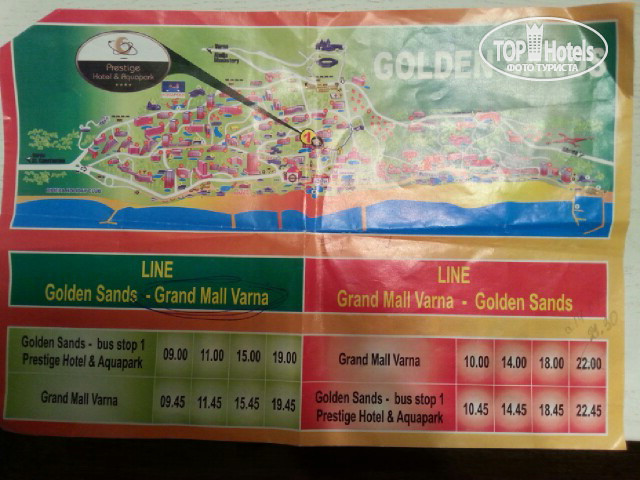 Prestige
Hotel & Aquapark
GOLDEN
TOP Hotels
ФОТО ТУРИСТА
LINE
Golden Sands - Grand Mall Varna
LINE
Grand Mall Varna - Golden Sands
Golden Sands - bus stop 1
Prestige Hotel & Aquapark
09.00 11.00 15.00 19.00
Grand Mall Varna
09.45 11.45 15.45 19.45
Grand Mall Varna
10.00 14.00 18.00 22.00
Golden Sands - bus stop 1
Prestige Hotel & Aquapark
10.45 14.45 18.45 22.45